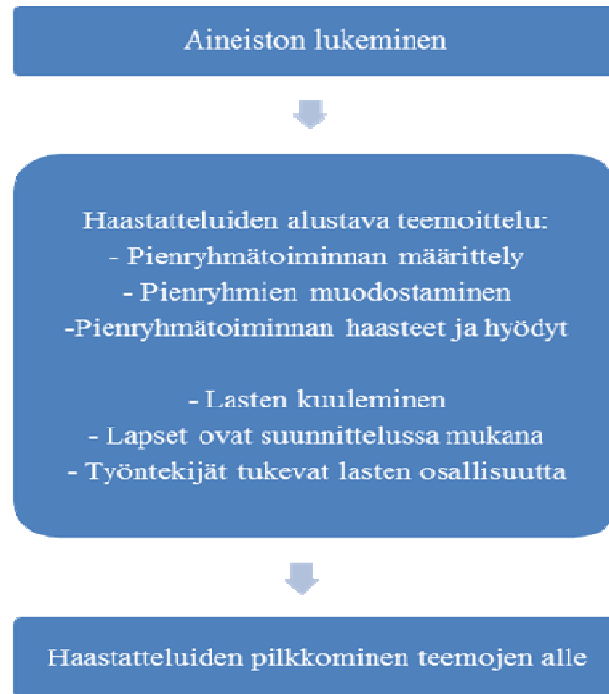 Aineiston lukeminen
Haastatteluiden alustava teemoittelu:
- Pienryhmätoiminnan määrittely
- Pienryhmien muodostaminen
-Pienryhmätoiminnan haasteet ja hyödyt
- Lasten kuuleminen
- Lapset ovat suunnittelussa mukana
- Työntekijät tukevat lasten osallisuutta
Haastatteluiden pilkkominen teemojen alle